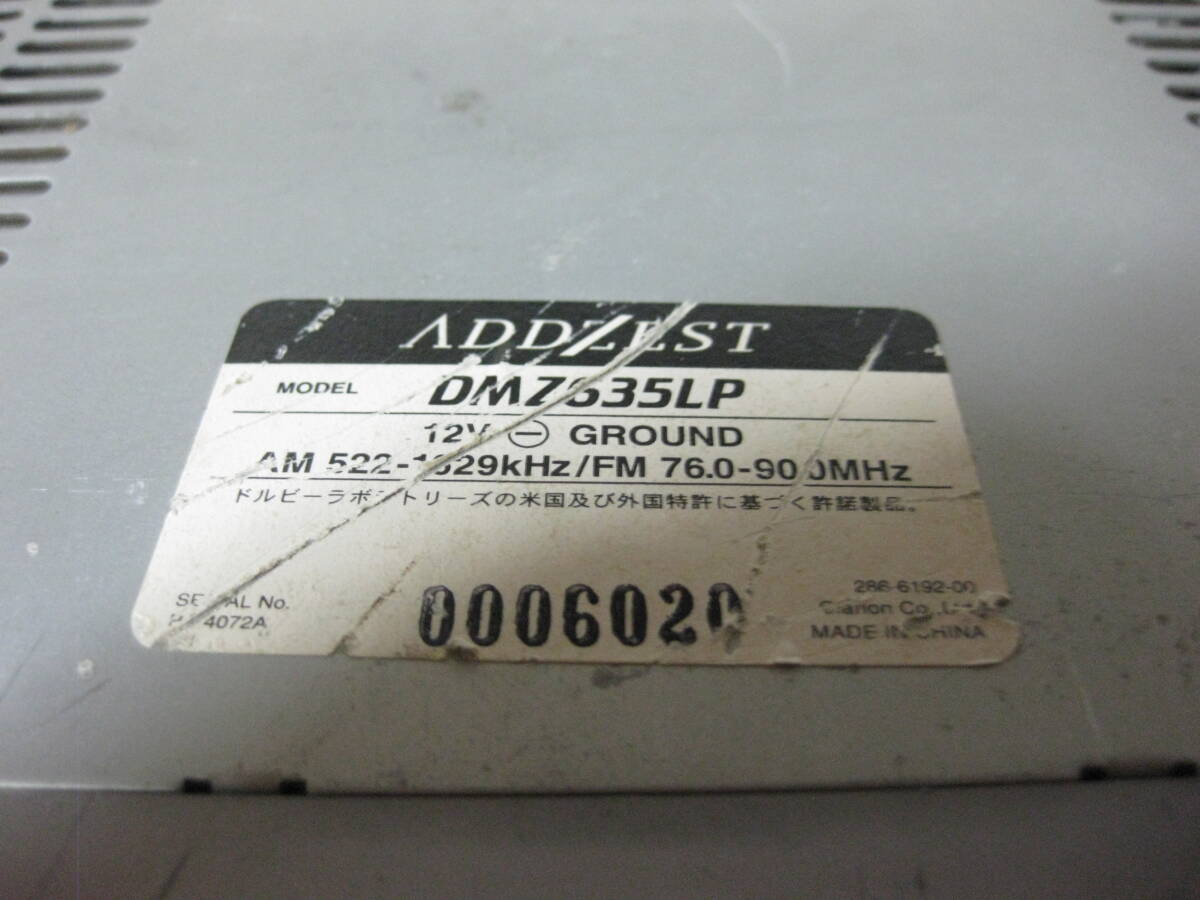 ADDZEST
MODEL DMZ635LP
12V ⊖ GROUND
AM 522-1629kHz/FM 76.0-90.0MHz
ドルビーラボラトリーズの米国及び外国特許に基づく許諾製品。
SERIAL No.
4072A
0006020
286-6192-00
Clarion Co., Ltd.
MADE IN CHINA